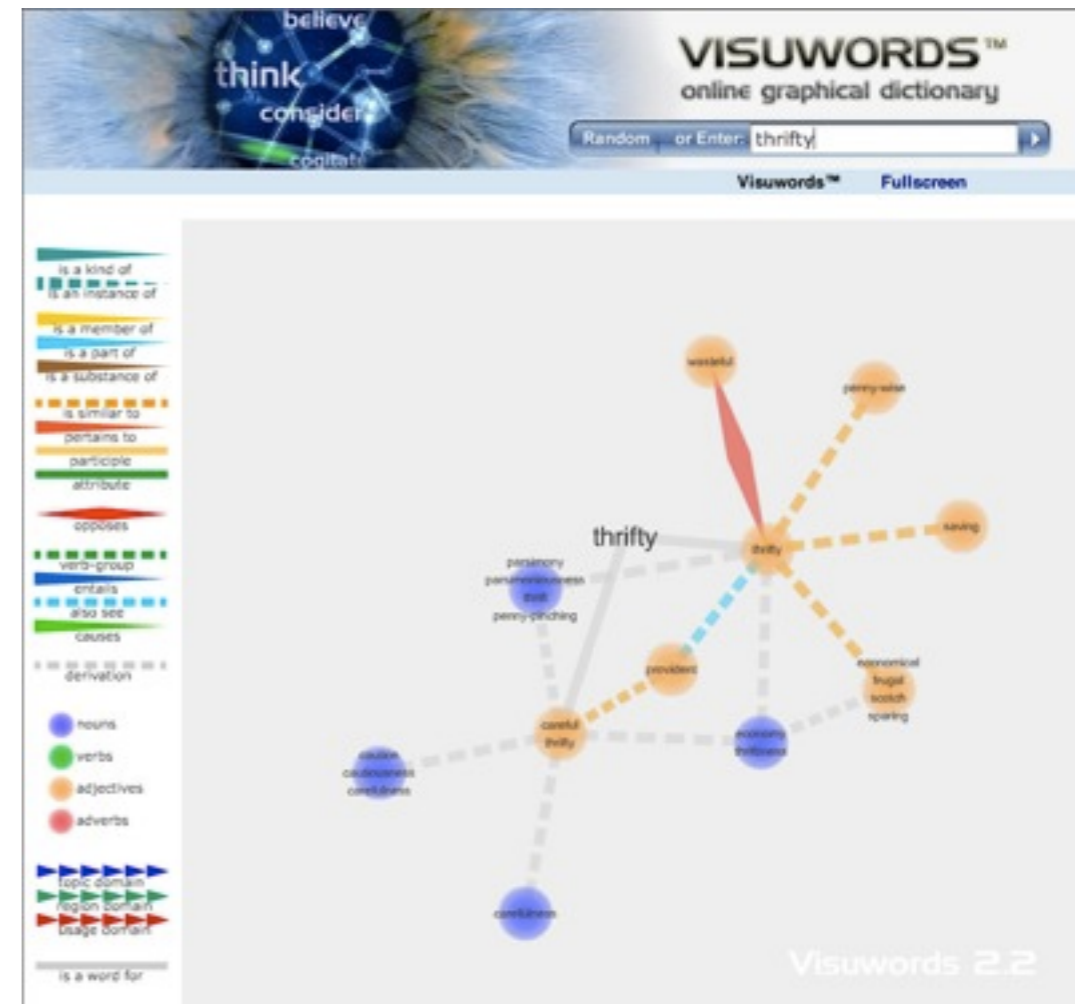 believe
think
consider
cogitate
VISUWORDS™
online graphical dictionary
Random or Enter: thrifty
Visuwords™ Fullscreen
is a kind of
is an instance of
is a member of
is a part of
is a substance of
is similar to
pertains to
participle
attribute
opposes
verb-group
entails
also see
causes
derivation
nouns
verbs
adjectives
adverbs
topic domain
region domain
usage domain
is a word for
wasteful
penny-wise
saving
thrifty
thrifty
parsimony
parsimoniousness
thrift
penny-pinching
provident
economical
frugal
scotch
sparing
careful
thrifty
economy
thriftiness
caution
cautiousness
carefulness
carefulness
Visuwords 2.2